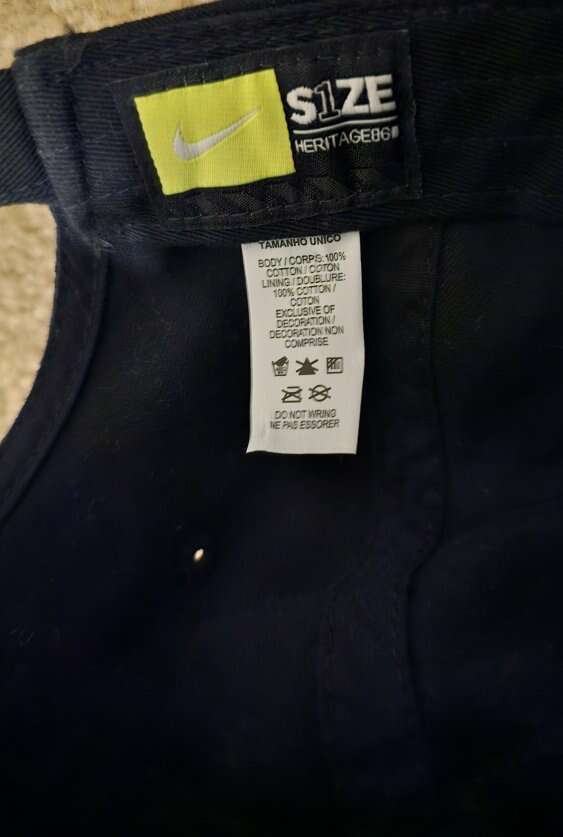 S1ZE
HERITAGE86
TAMANHO ÚNICO
BODY / CORPS: 100%
COTTON / COTON
LINING / DOUBLURE:
100% COTTON /
COTON
EXCLUSIVE OF
DECORATION /
DECORATION NON
COMPRISE
DO NOT WRING
NE PAS ESSORER